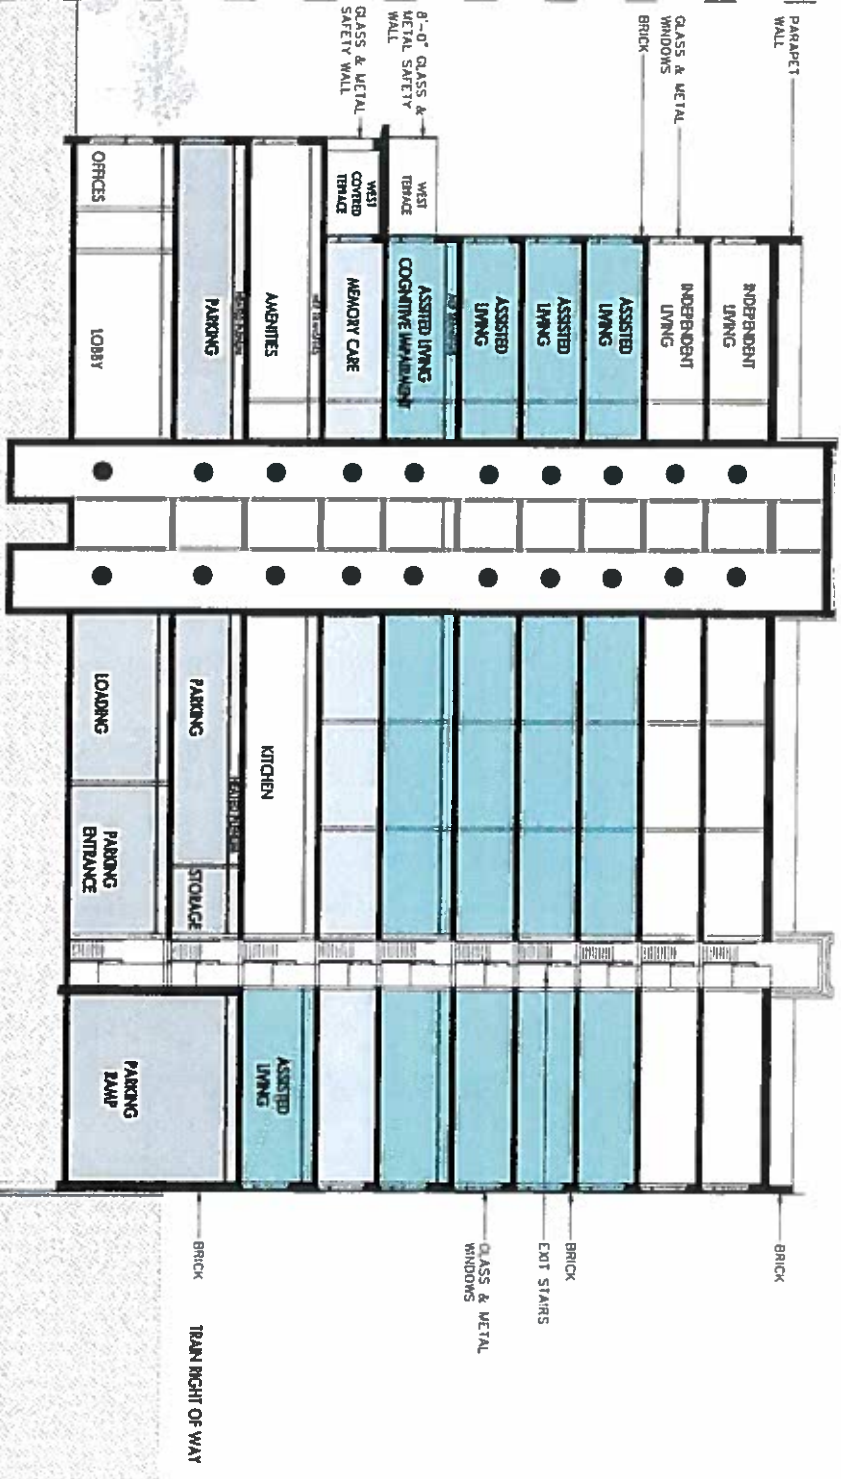 PARAPET
WALL
GLASS & METAL
WINDOWS
BRICK
8'-0" GLASS &
METAL SAFETY
WALL
GLASS & METAL
SAFETY WALL
INDEPENDENT
LIVING
INDEPENDENT
LIVING
ASSISTED
LIVING
ASSISTED
LIVING
ASSISTED
LIVING
WEST
TERRACE
ASSITED LIVING
COGNITIVE IMPAIRMENT
WEST
COVERED
TERRACE
MEMORY CARE
AMENITIES
KITCHEN
ASSISTED
LIVING
PARKING
PARKING
STORAGE
OFFICES
LOBBY
LOADING
PARKING
ENTRANCE
PARKING
RAMP
BRICK
BRICK
EXIT STAIRS
GLASS & METAL
WINDOWS
BRICK
TRAIN RIGHT OF WAY